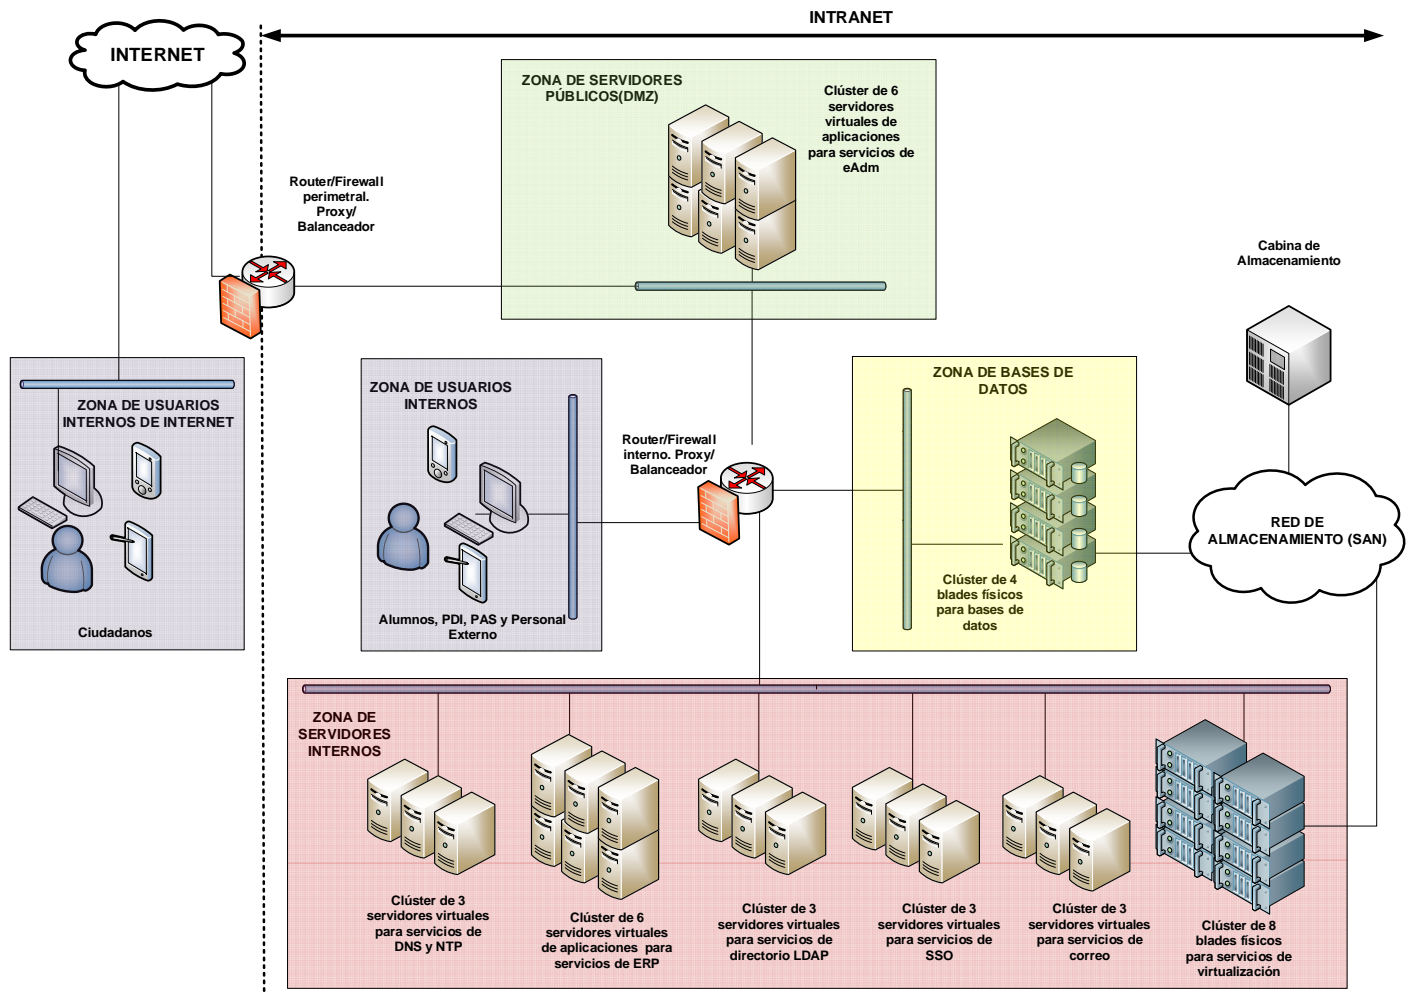 INTRANET
INTERNET
ZONA DE SERVIDORES
PÚBLICOS(DMZ)
Clúster de 6
servidores
virtuales de
aplicaciones
para servicios de
eAdm
Router/Firewall
perimetral.
Proxy/
Balanceador
Cabina de
Almacenamiento
ZONA DE USUARIOS
INTERNOS DE INTERNET
Ciudadanos
ZONA DE USUARIOS
INTERNOS
Alumnos, PDI, PAS y Personal
Externo
Router/Firewall
interno. Proxy/
Balanceador
ZONA DE BASES DE
DATOS
Clúster de 4
blades físicos
para bases de
datos
RED DE
ALMACENAMIENTO (SAN)
ZONA DE
SERVIDORES
INTERNOS
Clúster de 3
servidores virtuales
para servicios de
DNS y NTP
Clúster de 6
servidores virtuales
de aplicaciones para
servicios de ERP
Clúster de 3
servidores virtuales
para servicios de
directorio LDAP
Clúster de 3
servidores virtuales
para servicios de
SSO
Clúster de 3
servidores virtuales
para servicios de
correo
Clúster de 8
blades físicos
para servicios de
virtualización